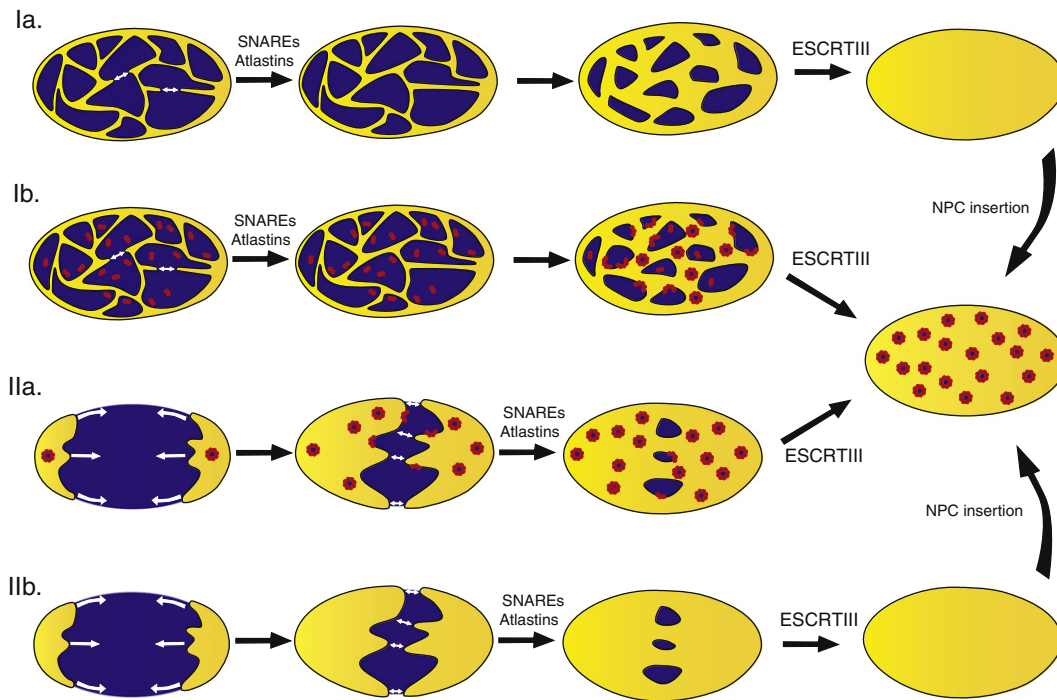 Ia.
SNAREs
Atlastins
ESCRTIII
NPC insertion
Ib.
SNAREs
Atlastins
ESCRTIII
IIa.
SNAREs
Atlastins
ESCRTIII
NPC insertion
IIb.
SNAREs
Atlastins
ESCRTIII